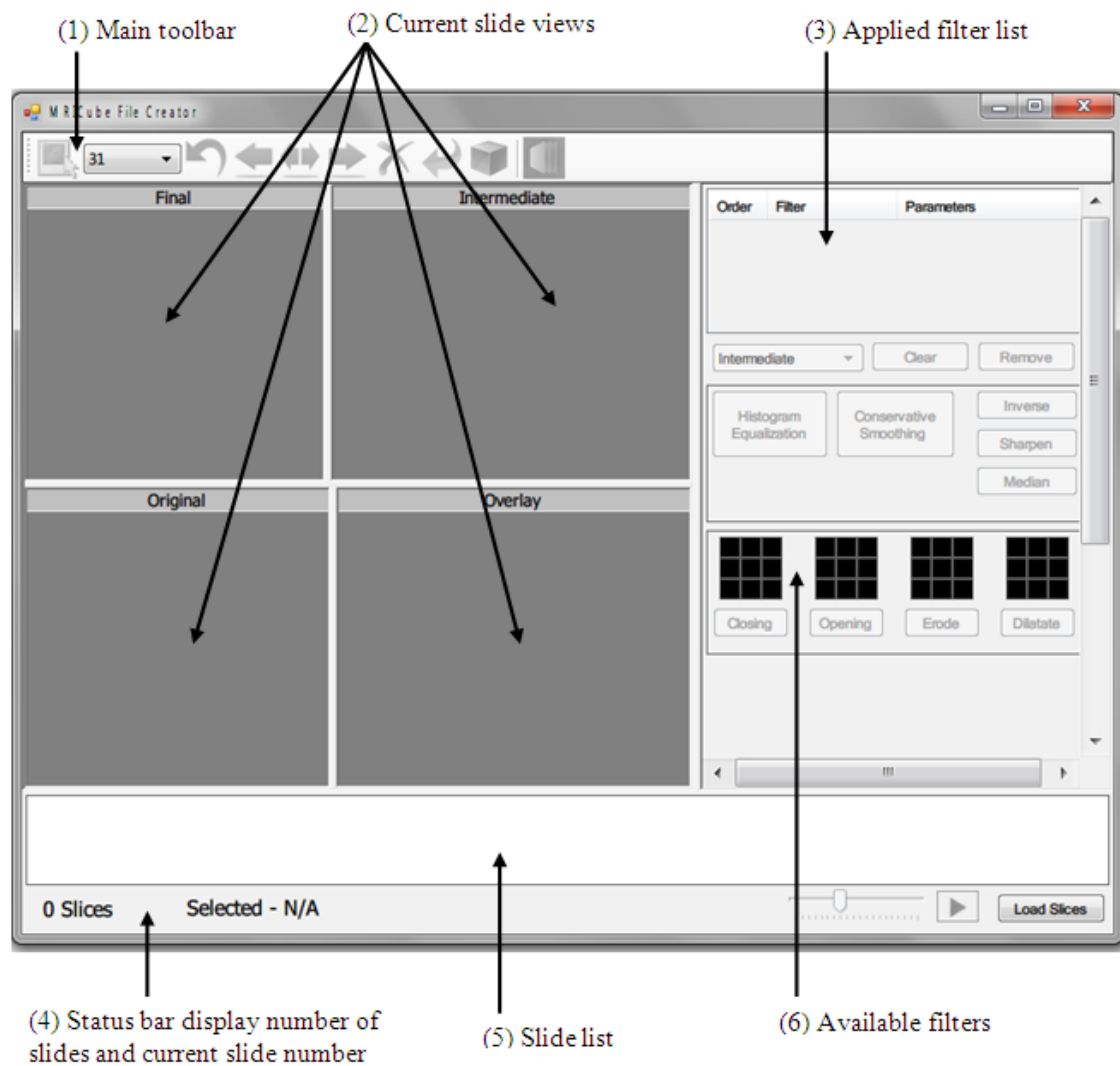 (1) Main toolbar
(2) Current slide views
(3) Applied filter list
MRICube File Creator
31
Final
Intermediate
Order Filter Parameters
Intermediate
Clear
Remove
Histogram
Equalization
Conservative
Smoothing
Inverse
Sharpen
Median
Original
Overlay
Closing
Opening
Erode
Dilatate
0 Slices
Selected - N/A
Load Slices
(4) Status bar display number of
slides and current slide number
(5) Slide list
(6) Available filters